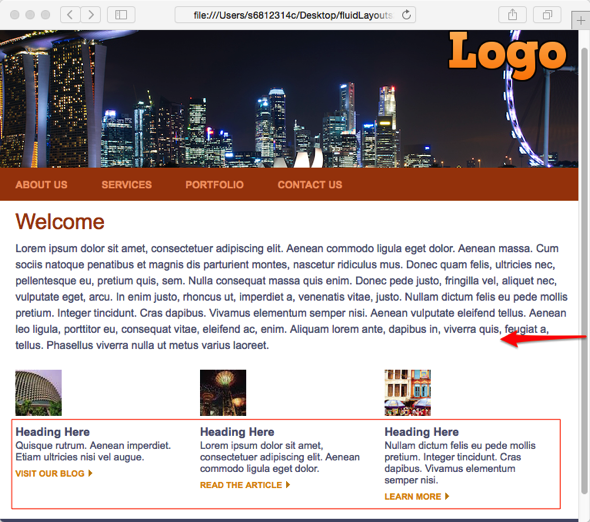 file:///Users/s6812314c/Desktop/fluidLayouts
Logo
ABOUT US SERVICES PORTFOLIO CONTACT US
Welcome
Lorem ipsum dolor sit amet, consectetuer adipiscing elit. Aenean commodo ligula eget dolor. Aenean massa. Cum
sociis natoque penatibus et magnis dis parturient montes, nascetur ridiculus mus. Donec quam felis, ultricies nec,
pellentesque eu, pretium quis, sem. Nulla consequat massa quis enim. Donec pede justo, fringilla vel, aliquet nec,
vulputate eget, arcu. In enim justo, rhoncus ut, imperdiet a, venenatis vitae, justo. Nullam dictum felis eu pede mollis
pretium. Integer tincidunt. Cras dapibus. Vivamus elementum semper nisi. Aenean vulputate eleifend tellus. Aenean
leo ligula, porttitor eu, consequat vitae, eleifend ac, enim. Aliquam lorem ante, dapibus in, viverra quis, feugiat a,
tellus. Phasellus viverra nulla ut metus varius laoreet.
Heading Here
Quisque rutrum. Aenean imperdiet.
Etiam ultricies nisi vel augue.
VISIT OUR BLOG
Heading Here
Lorem ipsum dolor sit amet,
consectetuer adipiscing elit. Aenean
commodo ligula eget dolor.
READ THE ARTICLE
Heading Here
Nullam dictum felis eu pede mollis
pretium. Integer tincidunt. Cras
dapibus. Vivamus elementum
semper nisi.
LEARN MORE